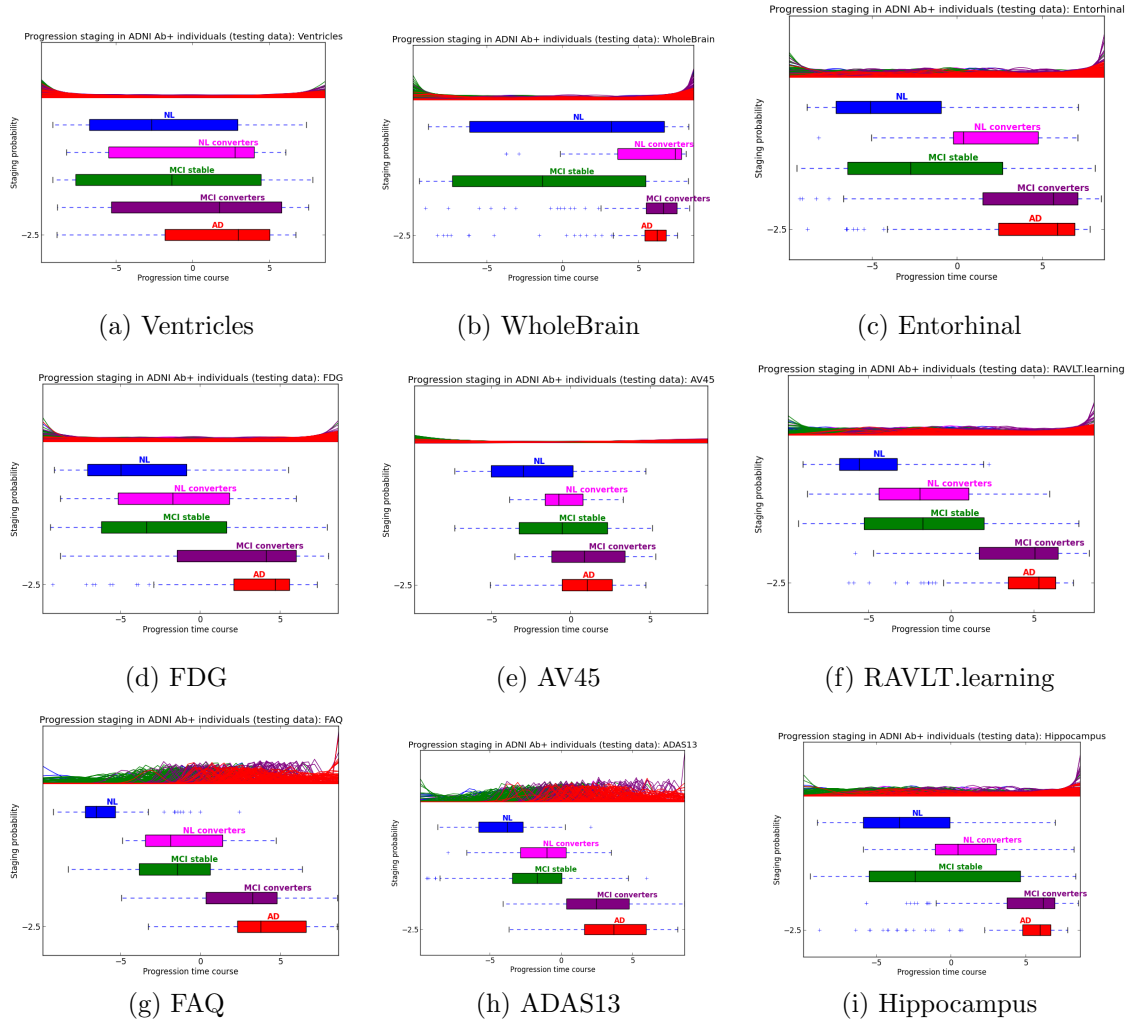 Progression staging in ADNI Ab+ individuals (testing data): Ventricles
Staging probability
NL
NL converters
MCI stable
MCI converters
AD
−2.5
−5
0
5
Progression time course
(a) Ventricles
Progression staging in ADNI Ab+ individuals (testing data): WholeBrain
Staging probability
NL
NL converters
MCI stable
MCI converters
AD
−2.5
−5
0
5
Progression time course
(b) WholeBrain
Progression staging in ADNI Ab+ individuals (testing data): Entorhinal
Staging probability
NL
NL converters
MCI stable
MCI converters
AD
−2.5
−5
0
5
Progression time course
(c) Entorhinal
Progression staging in ADNI Ab+ individuals (testing data): FDG
Staging probability
NL
NL converters
MCI stable
MCI converters
AD
−2.5
−5
0
5
Progression time course
(d) FDG
Progression staging in ADNI Ab+ individuals (testing data): AV45
Staging probability
NL
NL converters
MCI stable
MCI converters
AD
−2.5
−5
0
5
Progression time course
(e) AV45
Progression staging in ADNI Ab+ individuals (testing data): RAVLT.learning
Staging probability
NL
NL converters
MCI stable
MCI converters
AD
−2.5
−5
0
5
Progression time course
(f) RAVLT.learning
Progression staging in ADNI Ab+ individuals (testing data): FAQ
Staging probability
NL
NL converters
MCI stable
MCI converters
AD
−2.5
−5
0
5
Progression time course
(g) FAQ
Progression staging in ADNI Ab+ individuals (testing data): ADAS13
Staging probability
NL
NL converters
MCI stable
MCI converters
AD
−2.5
−5
0
5
Progression time course
(h) ADAS13
Progression staging in ADNI Ab+ individuals (testing data): Hippocampus
Staging probability
NL
NL converters
MCI stable
MCI converters
AD
−2.5
−5
0
5
Progression time course
(i) Hippocampus